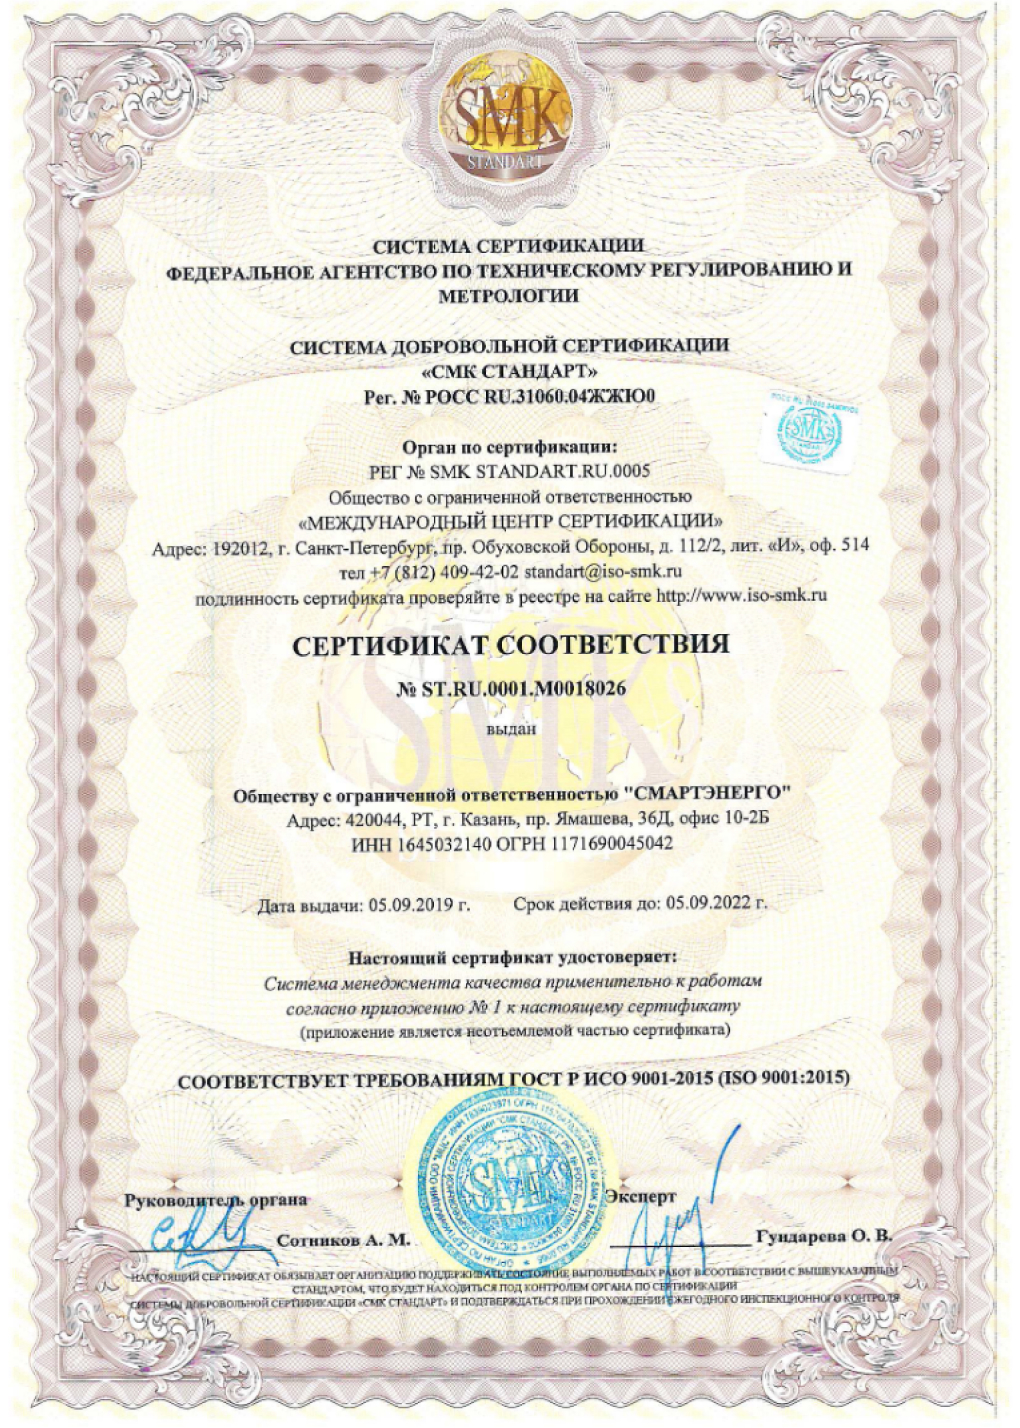 SMK
STANDART
СИСТЕМА СЕРТИФИКАЦИИ
ФЕДЕРАЛЬНОЕ АГЕНТСТВО ПО ТЕХНИЧЕСКОМУ РЕГУЛИРОВАНИЮ И
МЕТРОЛОГИИ
СИСТЕМА ДОБРОВОЛЬНОЙ СЕРТИФИКАЦИИ
«СМК СТАНДАРТ»
Рег. № РОСС RU.31060.04ЖЖЮ0
SMK
Орган по сертификации:
РЕГ № SMK STANDART.RU.0005
Общество с ограниченной ответственностью
«МЕЖДУНАРОДНЫЙ ЦЕНТР СЕРТИФИКАЦИИ»
Адрес: 192012, г. Санкт-Петербург, пр. Обуховской Обороны, д. 112/2, лит. «И», оф. 514
тел +7 (812) 409-42-02 standart@iso-smk.ru
подлинность сертификата проверяйте в реестре на сайте http://www.iso-smk.ru
СЕРТИФИКАТ СООТВЕТСТВИЯ
№ ST.RU.0001.M0018026
выдан
Обществу с ограниченной ответственностью "СМАРТЭНЕРГО"
Адрес: 420044, РТ, г. Казань, пр. Ямашева, 36Д, офис 10-2Б
ИНН 1645032140 ОГРН 1171690045042
Дата выдачи: 05.09.2019 г. Срок действия до: 05.09.2022 г.
Настоящий сертификат удостоверяет:
Система менеджмента качества применительно к работам
согласно приложению № 1 к настоящему сертификату
(приложение является неотъемлемой частью сертификата)
СООТВЕТСТВУЕТ ТРЕБОВАНИЯМ ГОСТ Р ИСО 9001-2015 (ISO 9001:2015)
SMK
STANDART
Руководитель органа Эксперт
Сотников А. М. Гундарева О. В.
НАСТОЯЩИЙ СЕРТИФИКАТ ОБЯЗЫВАЕТ ОРГАНИЗАЦИЮ ПОДДЕРЖИВАТЬ СОСТОЯНИЕ ВЫПОЛНЯЕМЫХ РАБОТ В СООТВЕТСТВИИ С ВЫШЕУКАЗАННЫМ
СТАНДАРТОМ, ЧТО БУДЕТ НАХОДИТЬСЯ ПОД КОНТРОЛЕМ ОРГАНА ПО СЕРТИФИКАЦИИ
СИСТЕМЫ ДОБРОВОЛЬНОЙ СЕРТИФИКАЦИИ «СМК СТАНДАРТ» И ПОДТВЕРЖДАТЬСЯ ПРИ ПРОХОЖДЕНИИ ЕЖЕГОДНОГО ИНСПЕКЦИОННОГО КОНТРОЛЯ